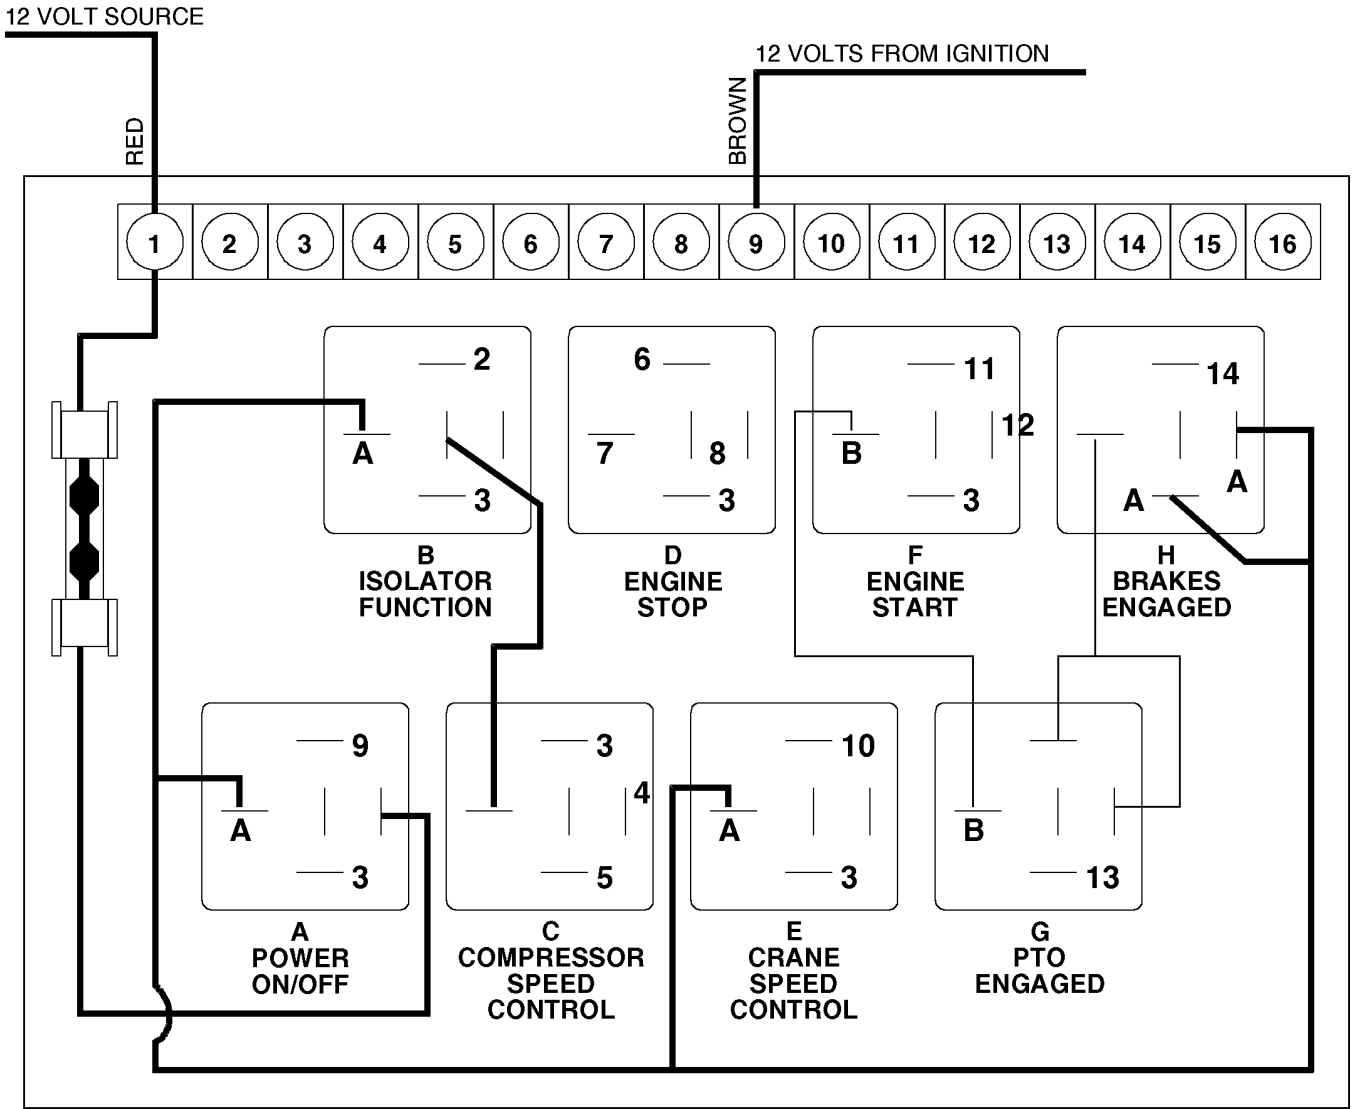 12 VOLT SOURCE
12 VOLTS FROM IGNITION
RED
BROWN
1 2 3 4 5 6 7 8 9 10 11 12 13 14 15 16
2
A
3
B
ISOLATOR
FUNCTION
6
7
8
3
D
ENGINE
STOP
11
12
B
3
F
ENGINE
START
14
A
A
H
BRAKES
ENGAGED
9
A
3
A
POWER
ON/OFF
3
4
5
C
COMPRESSOR
SPEED
CONTROL
10
A
3
E
CRANE
SPEED
CONTROL
B
13
G
PTO
ENGAGED